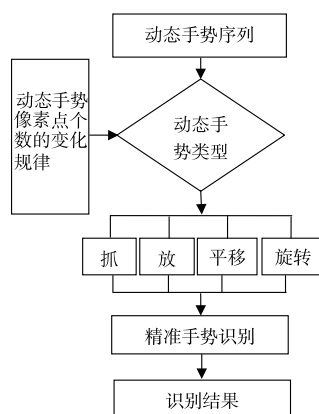 动态手势序列
动态手势
像素点个
数的变化
规律
动态手
势类型
抓
放
平移
旋转
精准手势识别
识别结果